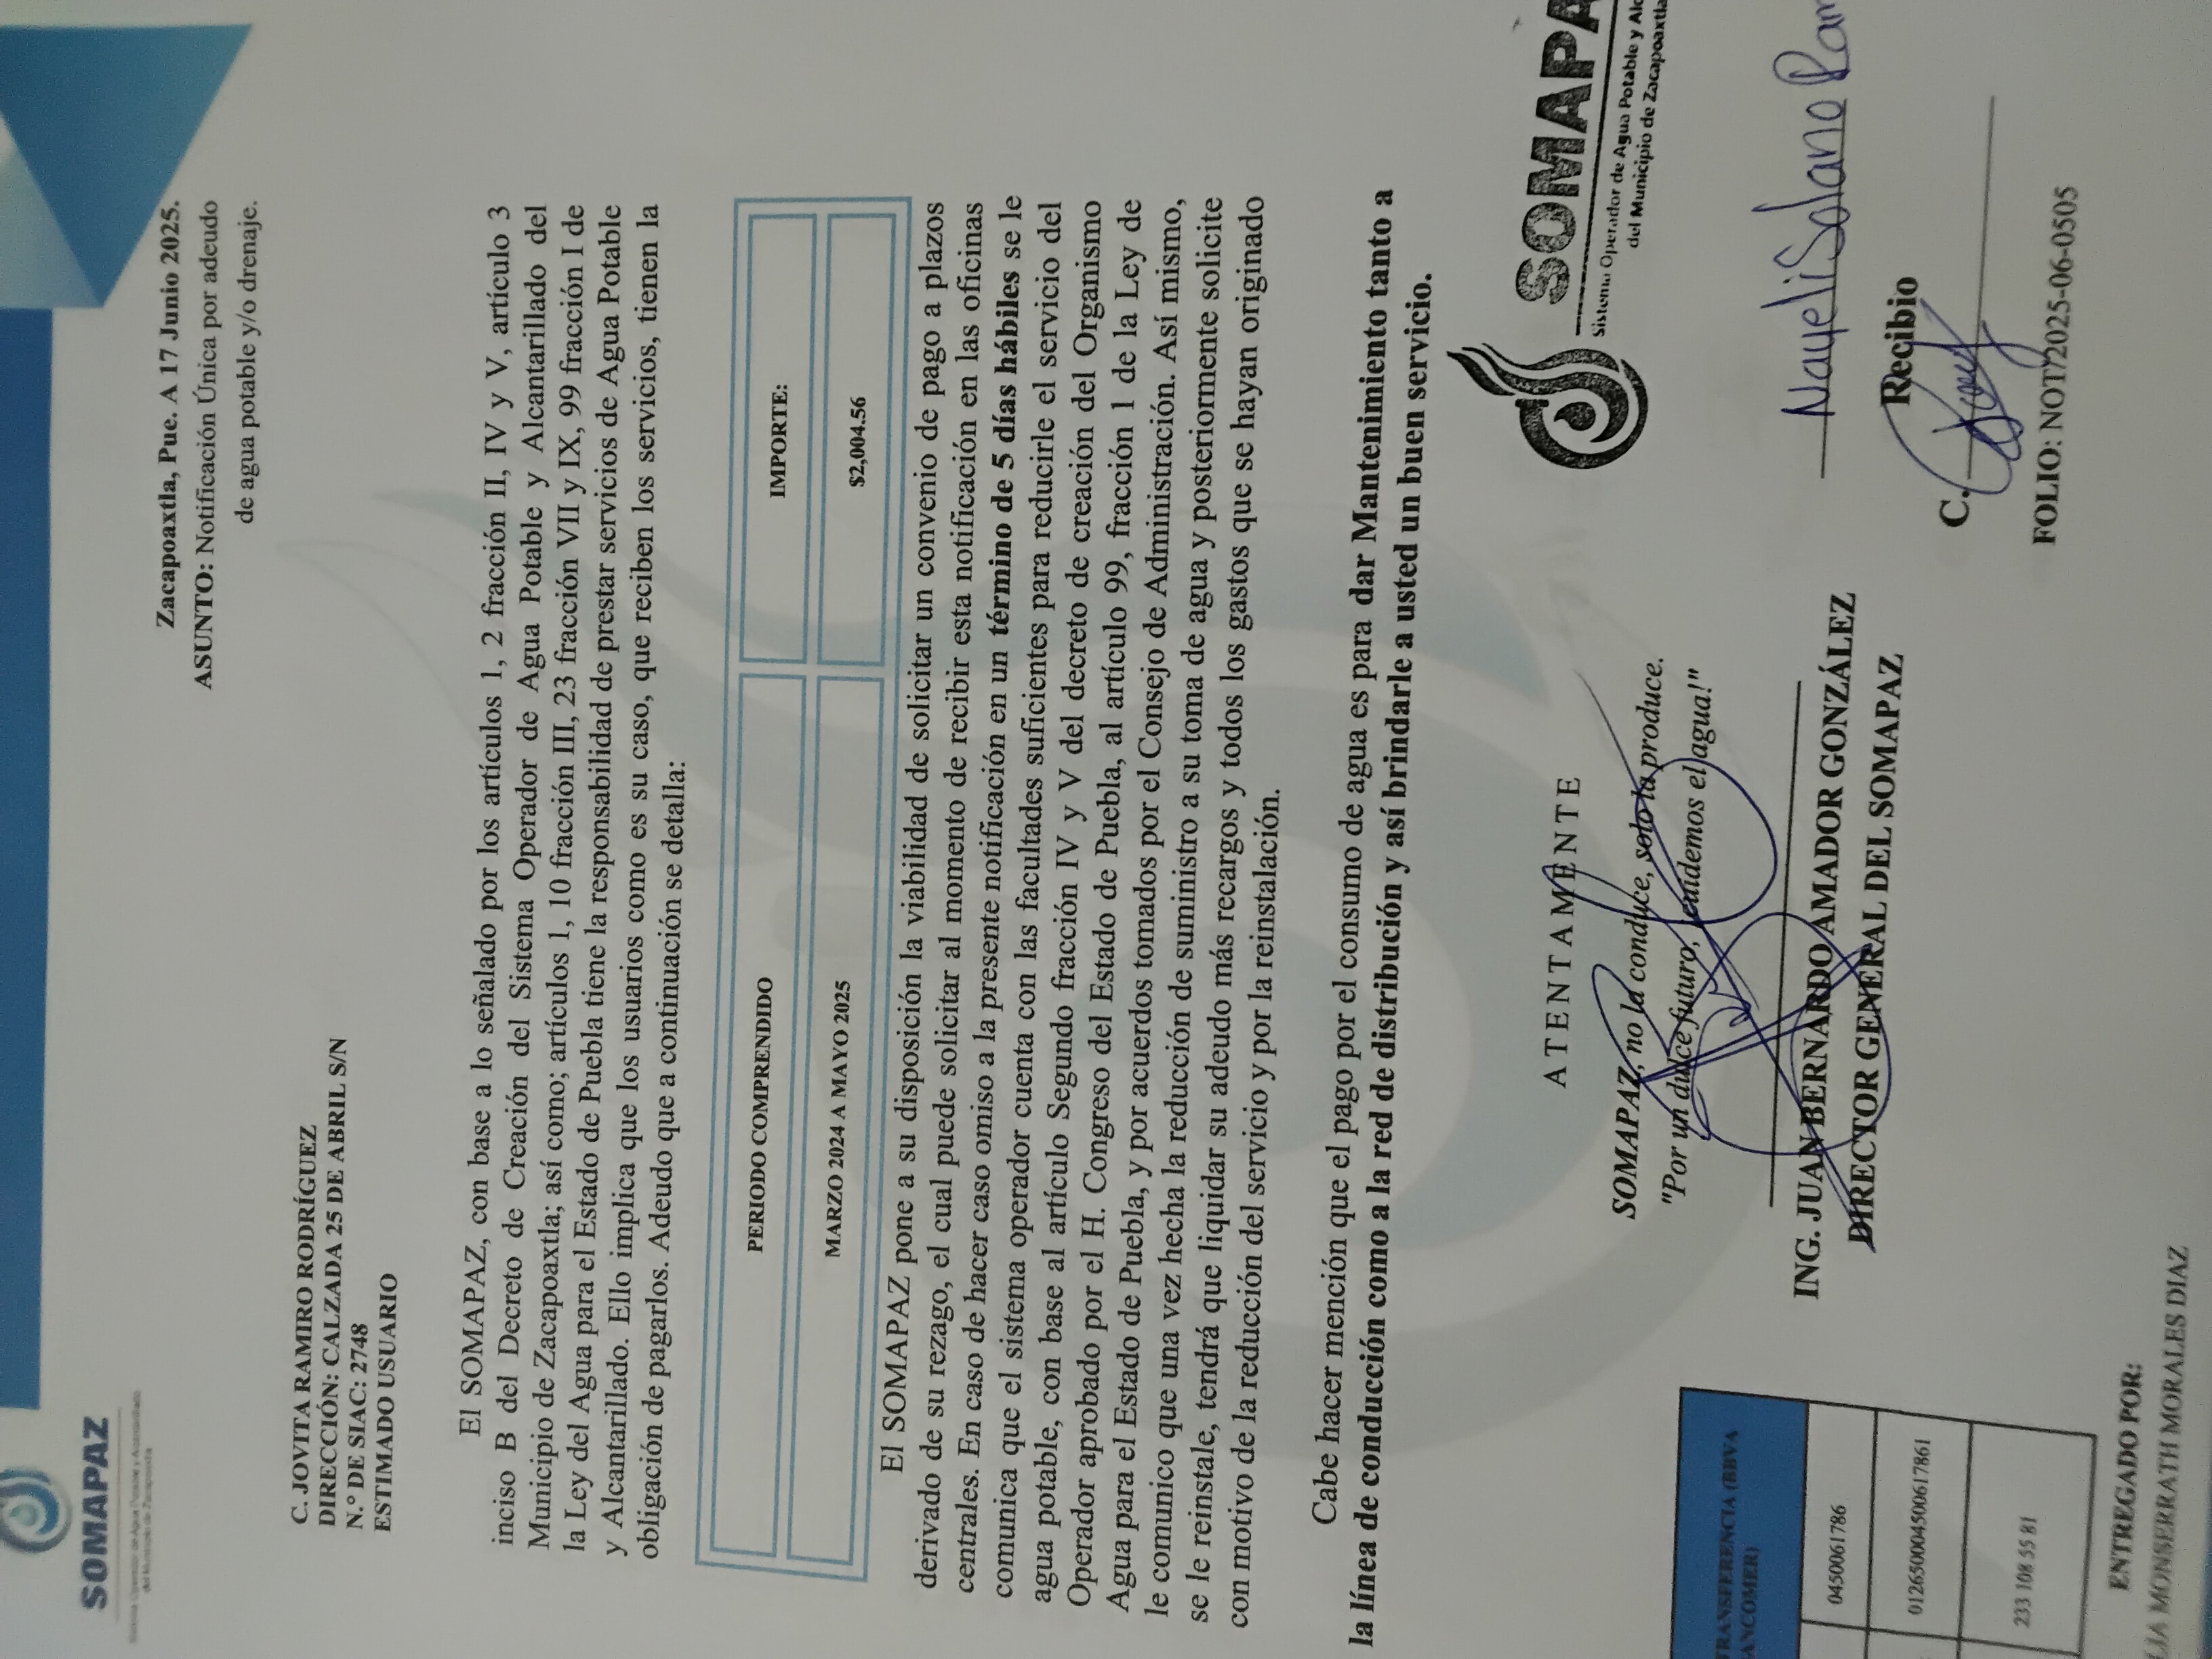 SOMAPAZ
Sistema Operador de Agua Potable y Alcantarillado
del Municipio de Zacapoaxtla
Zacapoaxtla, Pue. A 17 Junio 2025.
ASUNTO: Notificación Única por adeudo
de agua potable y/o drenaje.
C. JOVITA RAMIRO RODRÍGUEZ
DIRECCIÓN: CALZADA 25 DE ABRIL S/N
N.º DE SIAC: 2748
ESTIMADO USUARIO
El SOMAPAZ, con base a lo señalado por los artículos 1, 2 fracción II, IV y V, artículo 3
inciso B del Decreto de Creación del Sistema Operador de Agua Potable y Alcantarillado del
Municipio de Zacapoaxtla; así como; artículos 1, 10 fracción III, 23 fracción VII y IX, 99 fracción I de
la Ley del Agua para el Estado de Puebla tiene la responsabilidad de prestar servicios de Agua Potable
y Alcantarillado. Ello implica que los usuarios como es su caso, que reciben los servicios, tienen la
obligación de pagarlos. Adeudo que a continuación se detalla:
PERIODO COMPRENDIDO IMPORTE:
MARZO 2024 A MAYO 2025 $2,004.56
El SOMAPAZ pone a su disposición la viabilidad de solicitar un convenio de pago a plazos
derivado de su rezago, el cual puede solicitar al momento de recibir esta notificación en las oficinas
centrales. En caso de hacer caso omiso a la presente notificación en un término de 5 días hábiles se le
comunica que el sistema operador cuenta con las facultades suficientes para reducirle el servicio del
agua potable, con base al artículo Segundo fracción IV y V del decreto de creación del Organismo
Operador aprobado por el H. Congreso del Estado de Puebla, al artículo 99, fracción 1 de la Ley de
Agua para el Estado de Puebla, y por acuerdos tomados por el Consejo de Administración. Así mismo,
le comunico que una vez hecha la reducción de suministro a su toma de agua y posteriormente solicite
se le reinstale, tendrá que liquidar su adeudo más recargos y todos los gastos que se hayan originado
con motivo de la reducción del servicio y por la reinstalación.
Cabe hacer mención que el pago por el consumo de agua es para dar Mantenimiento tanto a
la línea de conducción como a la red de distribución y así brindarle a usted un buen servicio.
ATENTAMENTE
SOMAPAZ, no la conduce, solo la produce.
"Por un dulce futuro, ¡cuidemos el agua!"
ING. JUAN BERNARDO AMADOR GONZÁLEZ
DIRECTOR GENERAL DEL SOMAPAZ
SOMAPA
Sistema Operador de Agua Potable y Alc
del Municipio de Zacapoaxtla
Nayeli Solano Ram
Recibio
C.
FOLIO: NOT/2025-06-0505
TRANSFERENCIA (BBVA
BANCOMER)
0450061786
012650004500617861
233 108 55 81
ENTREGADO POR:
LIA MONSERRATH MORALES DIAZ